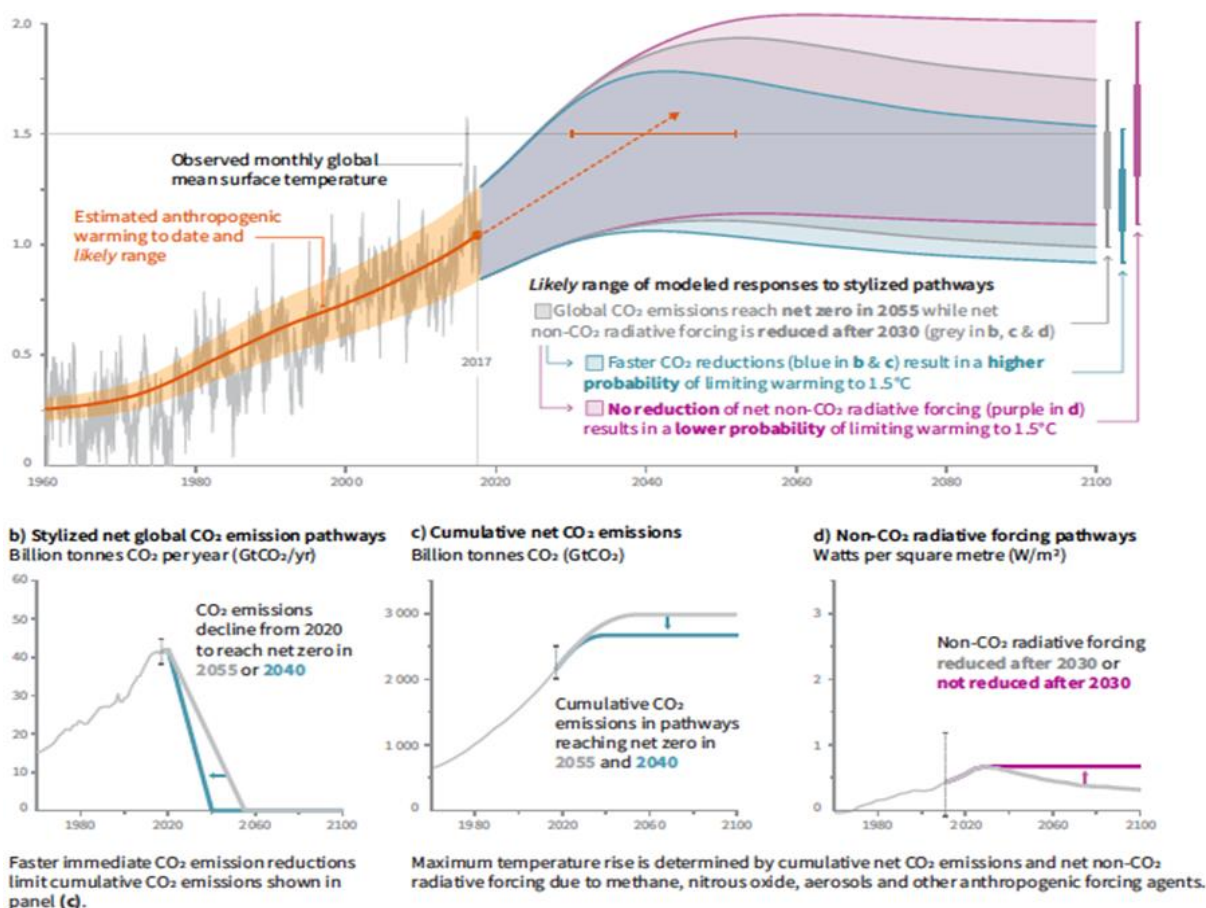 2.0
1.5
1.0
0.5
0
1960
1980
2000
2020
2040
2060
2080
2100
2017
Observed monthly global
mean surface temperature
Estimated anthropogenic
warming to date and
likely range
Likely range of modeled responses to stylized pathways
Global CO₂ emissions reach net zero in 2055 while net
non-CO₂ radiative forcing is reduced after 2030 (grey in b, c & d)
Faster CO₂ reductions (blue in b & c) result in a higher
probability of limiting warming to 1.5°C
No reduction of net non-CO₂ radiative forcing (purple in d)
results in a lower probability of limiting warming to 1.5°C
b) Stylized net global CO₂ emission pathways
Billion tonnes CO₂ per year (GtCO₂/yr)
60
50
40
30
20
10
0
1980
2020
2060
2100
CO₂ emissions
decline from 2020
to reach net zero in
2055 or 2040
Faster immediate CO₂ emission reductions
limit cumulative CO₂ emissions shown in
panel (c).
c) Cumulative net CO₂ emissions
Billion tonnes CO₂ (GtCO₂)
3 000
2 000
1 000
0
1980
2020
2060
2100
Cumulative CO₂
emissions in pathways
reaching net zero in
2055 and 2040
d) Non-CO₂ radiative forcing pathways
Watts per square metre (W/m²)
3
2
1
0
1980
2020
2060
2100
Non-CO₂ radiative forcing
reduced after 2030 or
not reduced after 2030
Maximum temperature rise is determined by cumulative net CO₂ emissions and net non-CO₂
radiative forcing due to methane, nitrous oxide, aerosols and other anthropogenic forcing agents.